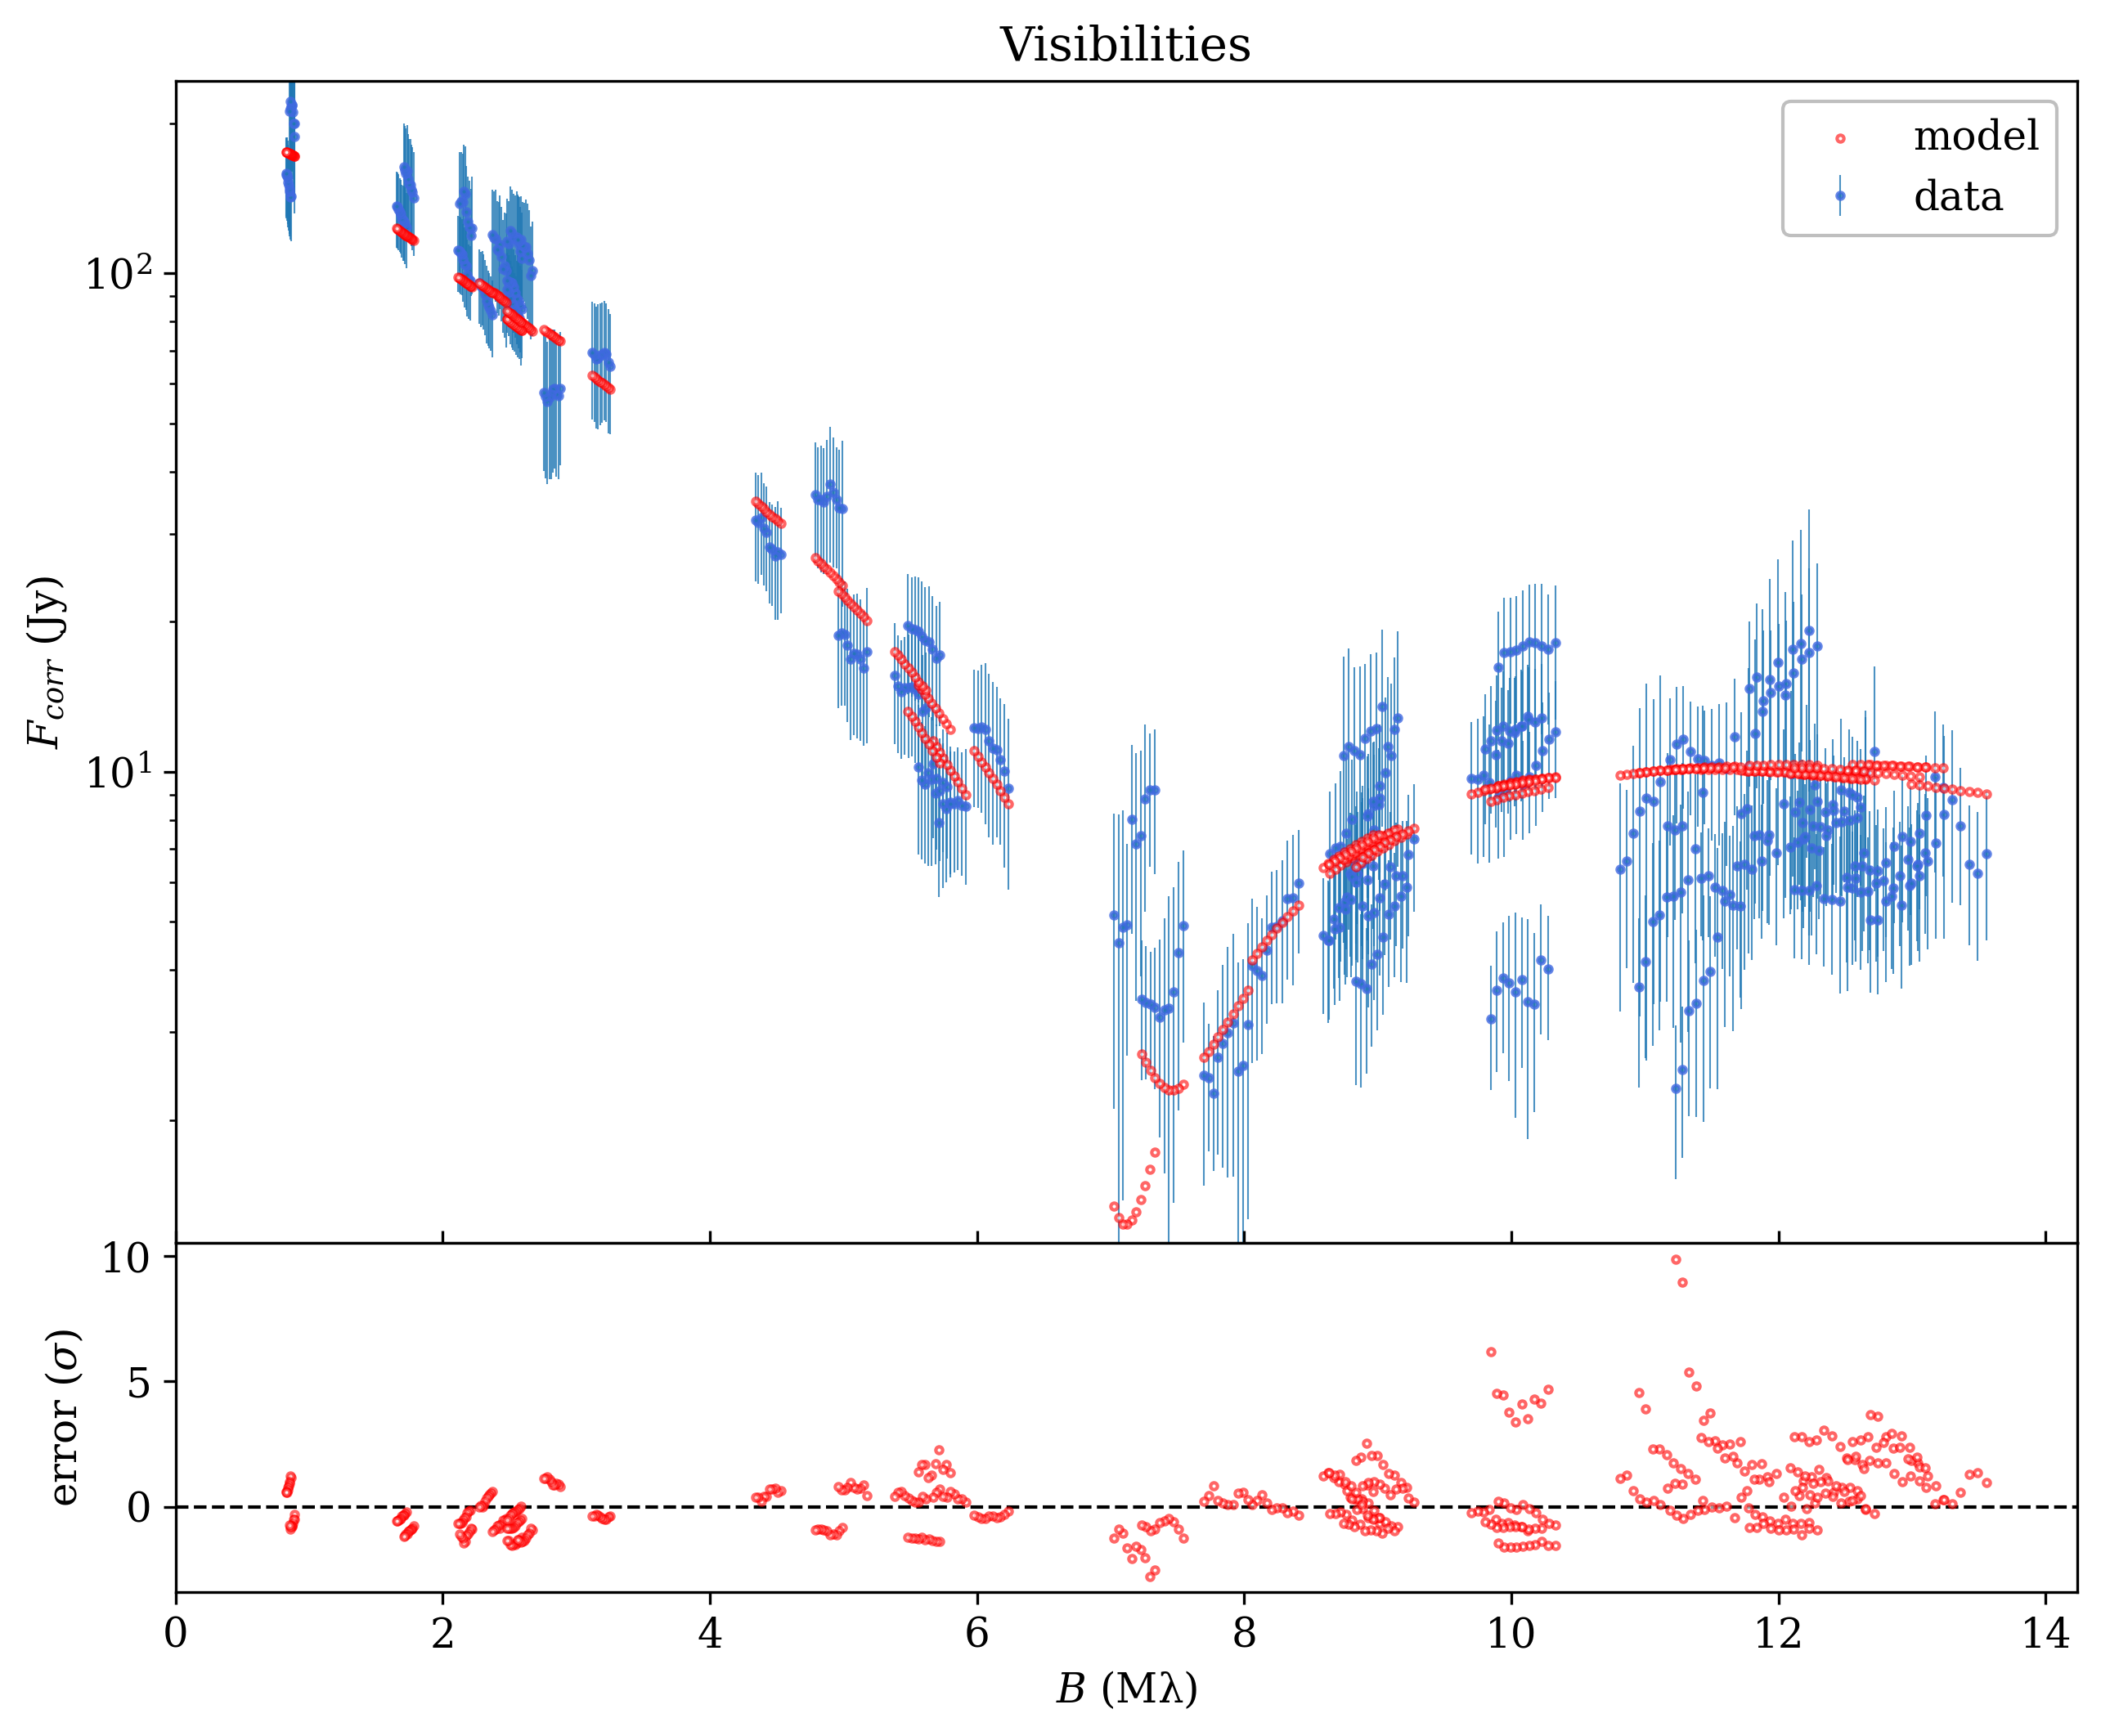 Visibilities
model
data
10²
10¹
F_corr (Jy)
10
5
0
error (σ)
0 2 4 6 8 10 12 14
B (Mλ)